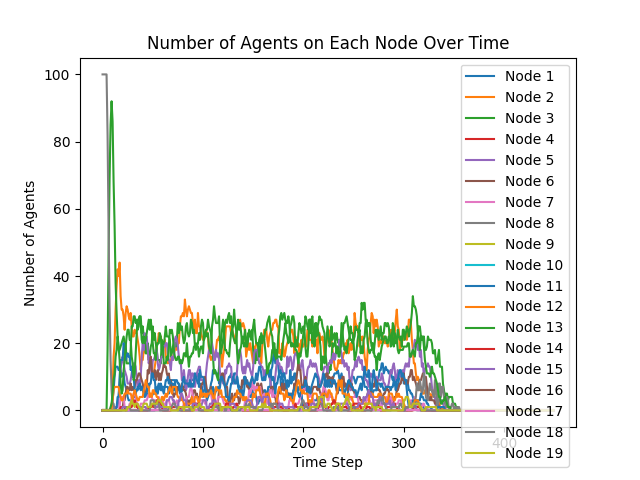 Number of Agents on Each Node Over Time
Number of Agents
100
80
60
40
20
0
0
100
200
300
400
Time Step
Node 1
Node 2
Node 3
Node 4
Node 5
Node 6
Node 7
Node 8
Node 9
Node 10
Node 11
Node 12
Node 13
Node 14
Node 15
Node 16
Node 17
Node 18
Node 19